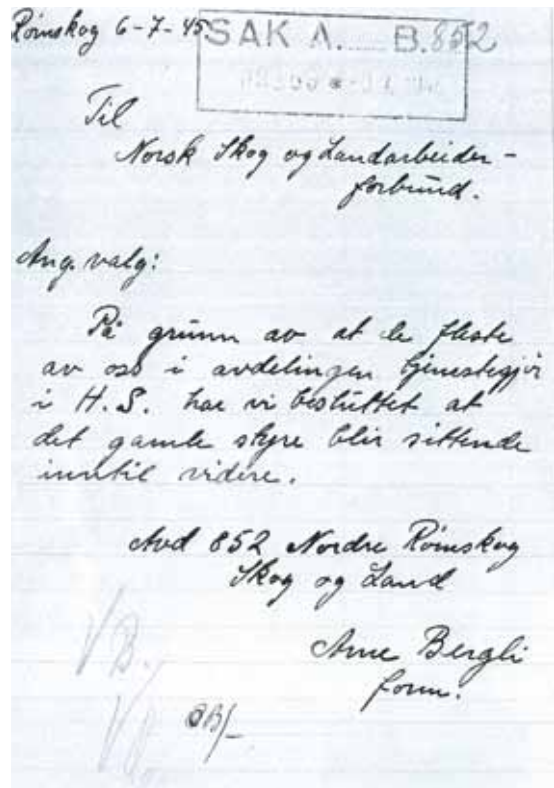 Rømskog 6-7-45
SAK A. B. 852
Til
Norsk Skog og Landarbeider-
forbund.
Ang. valg:
På grunn av at de fleste
av oss i avdelingen tjenestegjør
i H.S. har vi besluttet at
det gamle styre blir sittende
inntil videre.
Avd 852 Nordre Rømskog
Skog og Land
Arne Bergli
form.